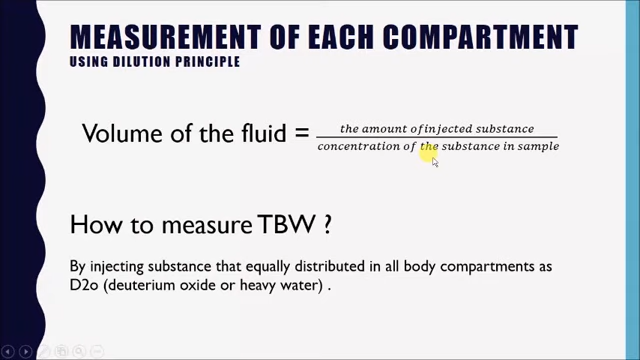 MEASUREMENT OF EACH COMPARTMENT
USING DILUTION PRINCIPLE
Volume of the fluid = the amount of injected substance
concentration of the substance in sample
How to measure TBW ?
By injecting substance that equally distributed in all body compartments as
D2o (deuterium oxide or heavy water) .